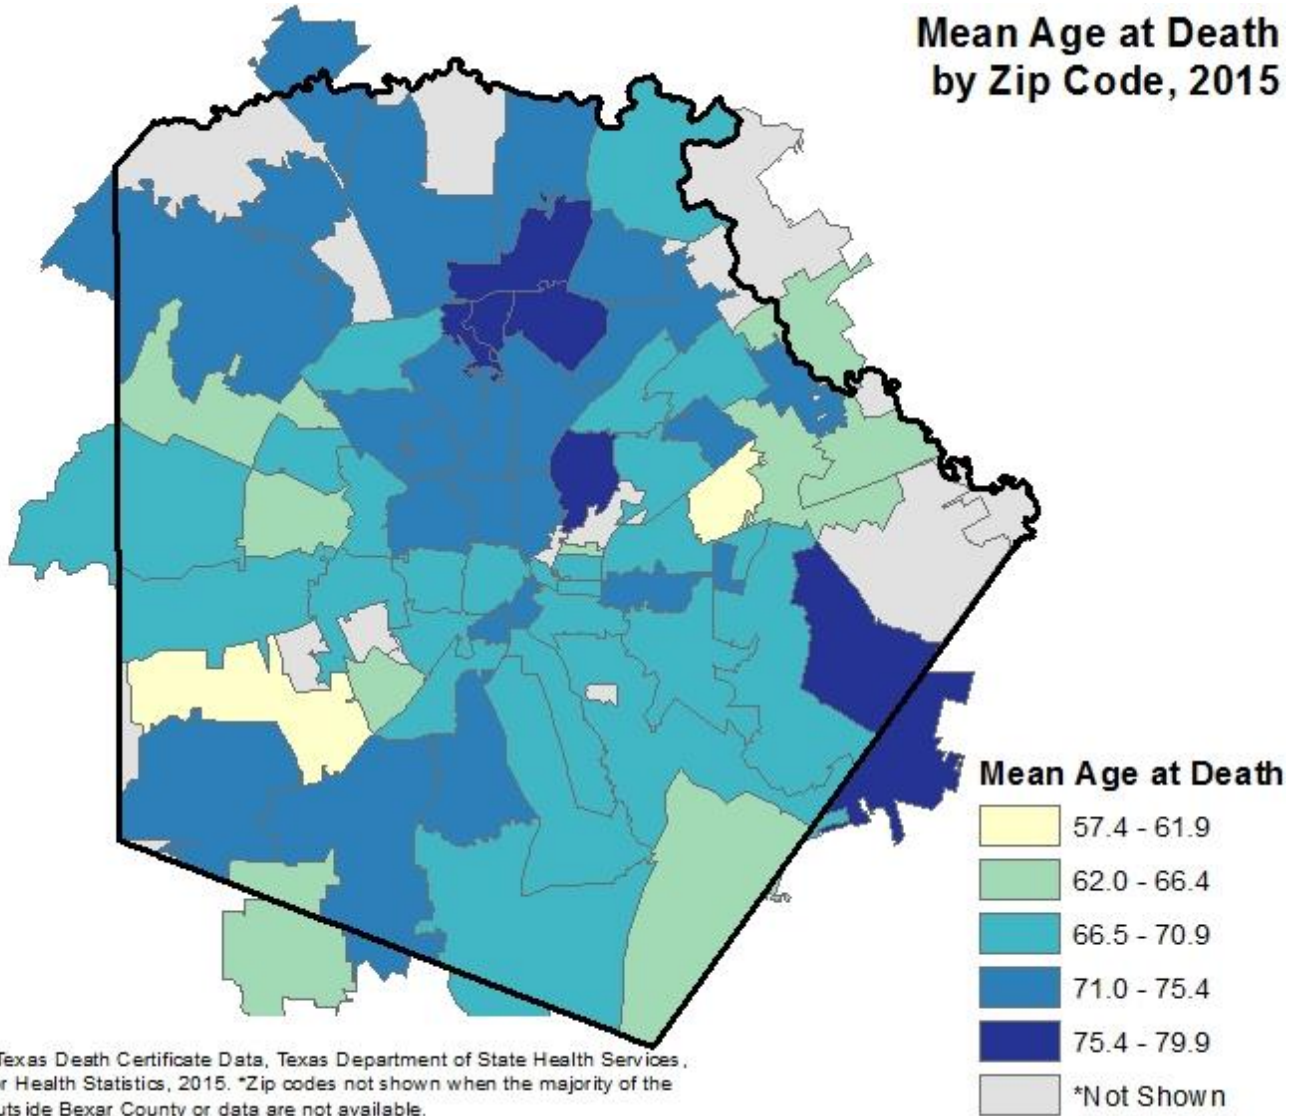 Mean Age at Death
by Zip Code, 2015
Mean Age at Death
57.4 - 61.9
62.0 - 66.4
66.5 - 70.9
71.0 - 75.4
75.4 - 79.9
*Not Shown
Texas Death Certificate Data, Texas Department of State Health Services,
r Health Statistics, 2015. *Zip codes not shown when the majority of the
utside Bexar County or data are not available.